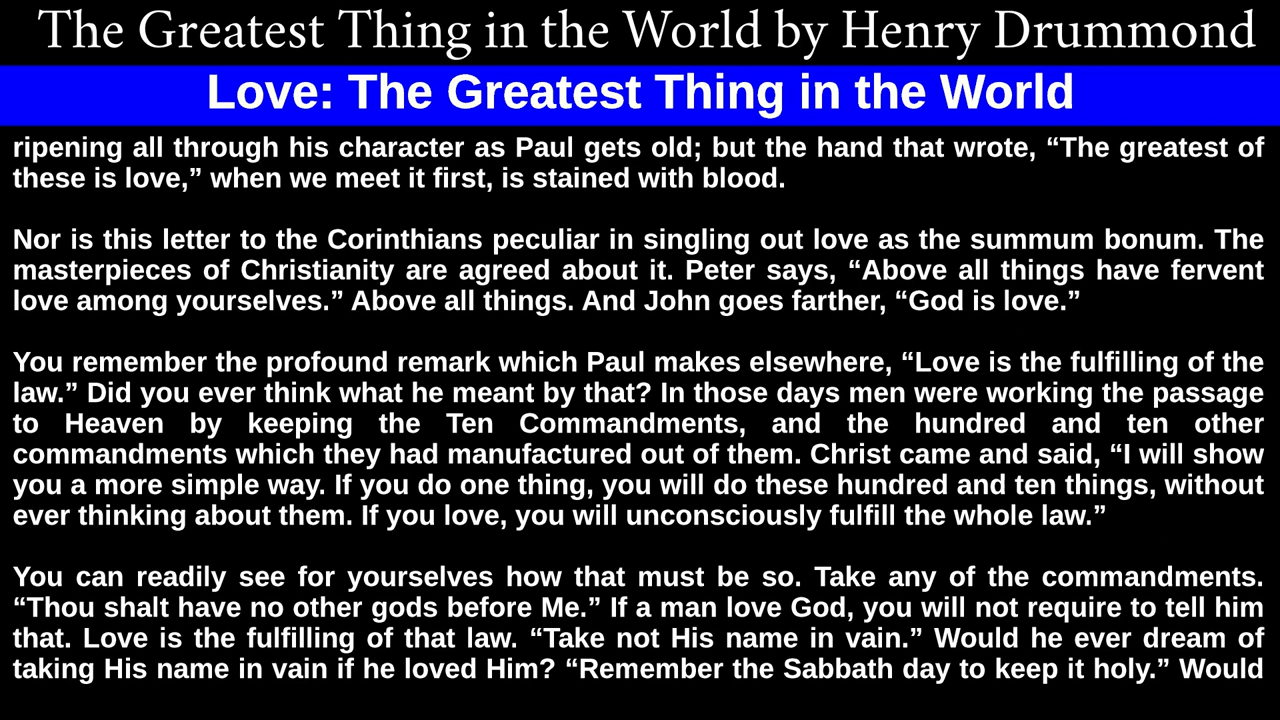 The Greatest Thing in the World by Henry Drummond
Love: The Greatest Thing in the World
ripening all through his character as Paul gets old; but the hand that wrote, “The greatest of
these is love,” when we meet it first, is stained with blood.
Nor is this letter to the Corinthians peculiar in singling out love as the summum bonum. The
masterpieces of Christianity are agreed about it. Peter says, “Above all things have fervent
love among yourselves.” Above all things. And John goes farther, “God is love.”
You remember the profound remark which Paul makes elsewhere, “Love is the fulfilling of the
law.” Did you ever think what he meant by that? In those days men were working the passage
to Heaven by keeping the Ten Commandments, and the hundred and ten other
commandments which they had manufactured out of them. Christ came and said, “I will show
you a more simple way. If you do one thing, you will do these hundred and ten things, without
ever thinking about them. If you love, you will unconsciously fulfill the whole law.”
You can readily see for yourselves how that must be so. Take any of the commandments.
“Thou shalt have no other gods before Me.” If a man love God, you will not require to tell him
that. Love is the fulfilling of that law. “Take not His name in vain.” Would he ever dream of
taking His name in vain if he loved Him? “Remember the Sabbath day to keep it holy.” Would